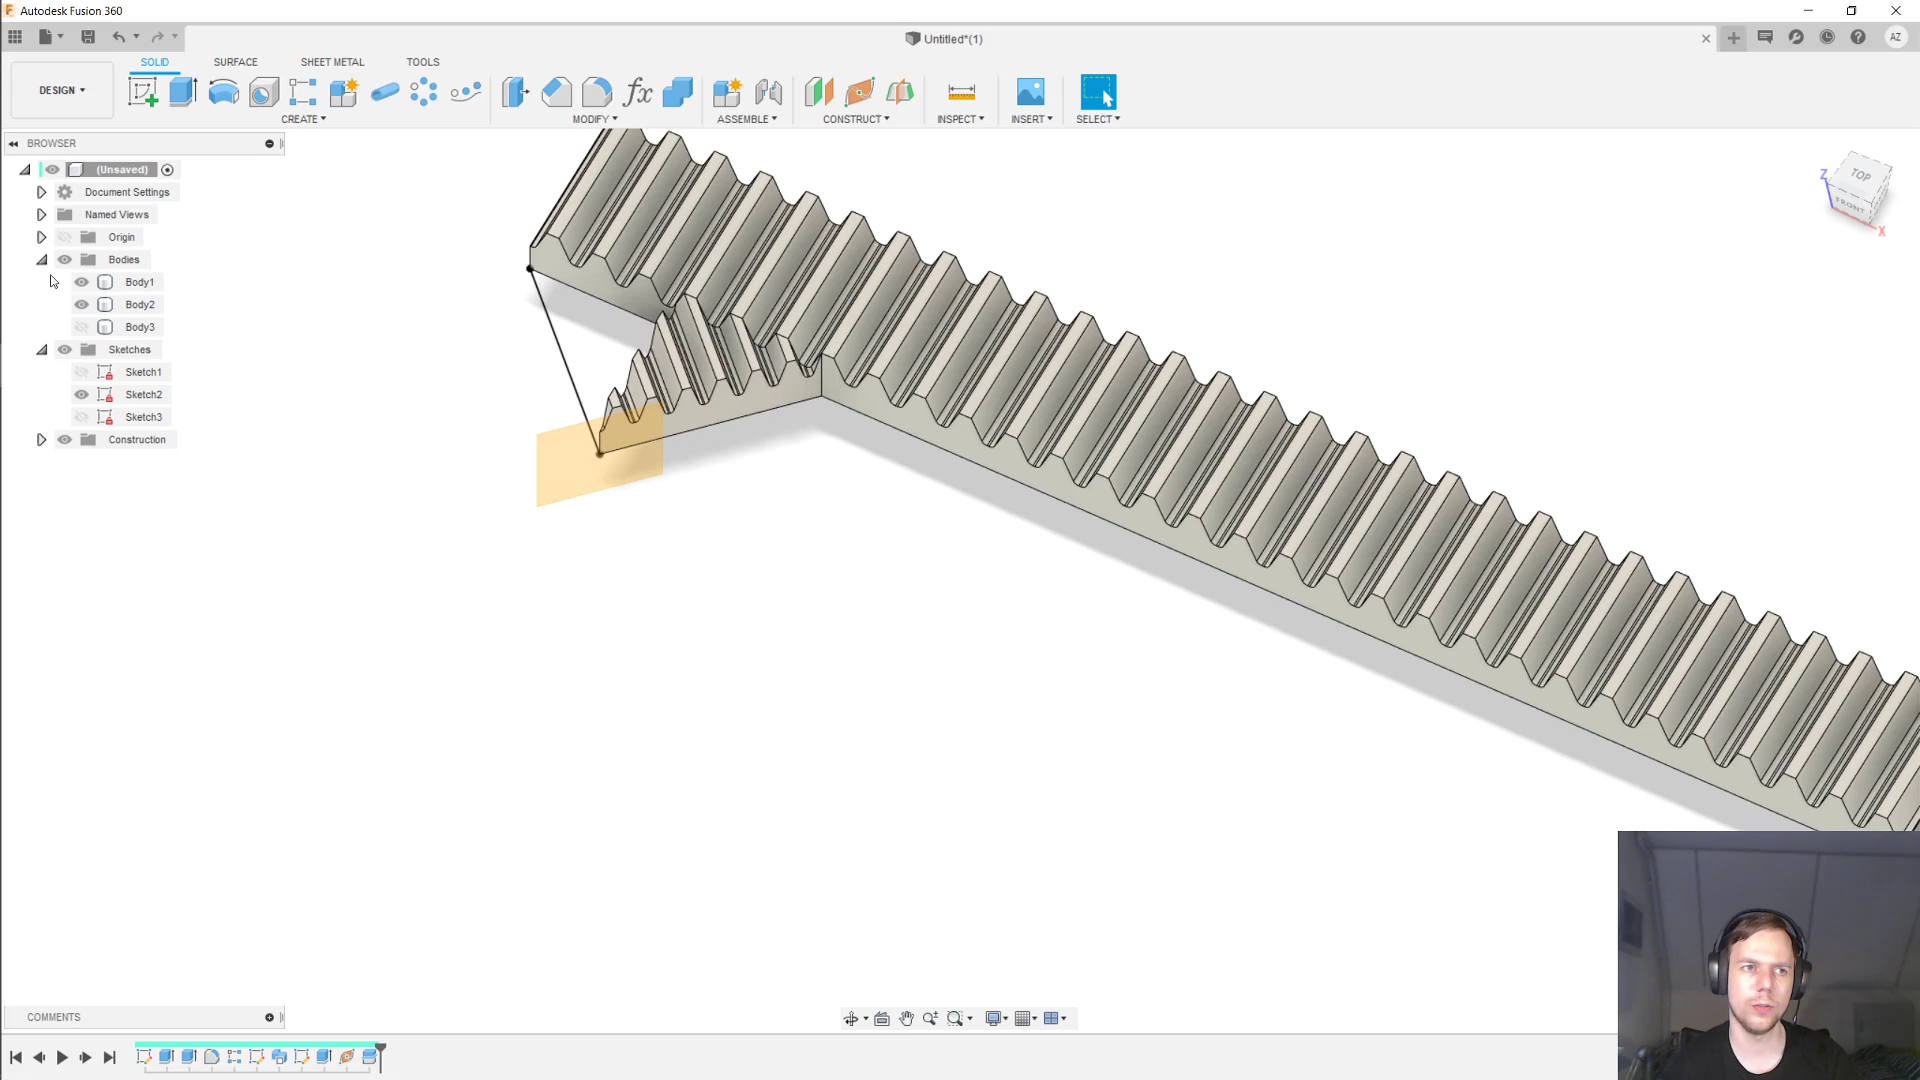 Autodesk Fusion 360
Untitled*(1)
AZ
DESIGN
SOLID
SURFACE
SHEET METAL
TOOLS
CREATE
MODIFY
ASSEMBLE
CONSTRUCT
INSPECT
INSERT
SELECT
BROWSER
(Unsaved)
Document Settings
Named Views
Origin
Bodies
Body1
Body2
Body3
Sketches
Sketch1
Sketch2
Sketch3
Construction
Z
TOP
FRONT
X
COMMENTS